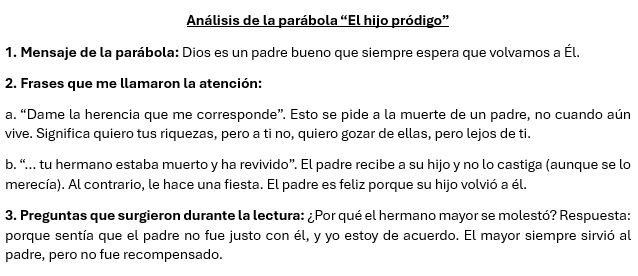 Análisis de la parábola “El hijo pródigo”
1. Mensaje de la parábola: Dios es un padre bueno que siempre espera que volvamos a Él.
2. Frases que me llamaron la atención:
a. “Dame la herencia que me corresponde”. Esto se pide a la muerte de un padre, no cuando aún
vive. Significa quiero tus riquezas, pero a ti no, quiero gozar de ellas, pero lejos de ti.
b. “... tu hermano estaba muerto y ha revivido”. El padre recibe a su hijo y no lo castiga (aunque se lo
merecía). Al contrario, le hace una fiesta. El padre es feliz porque su hijo volvió a él.
3. Preguntas que surgieron durante la lectura: ¿Por qué el hermano mayor se molestó? Respuesta:
porque sentía que el padre no fue justo con él, y yo estoy de acuerdo. El mayor siempre sirvió al
padre, pero no fue recompensado.